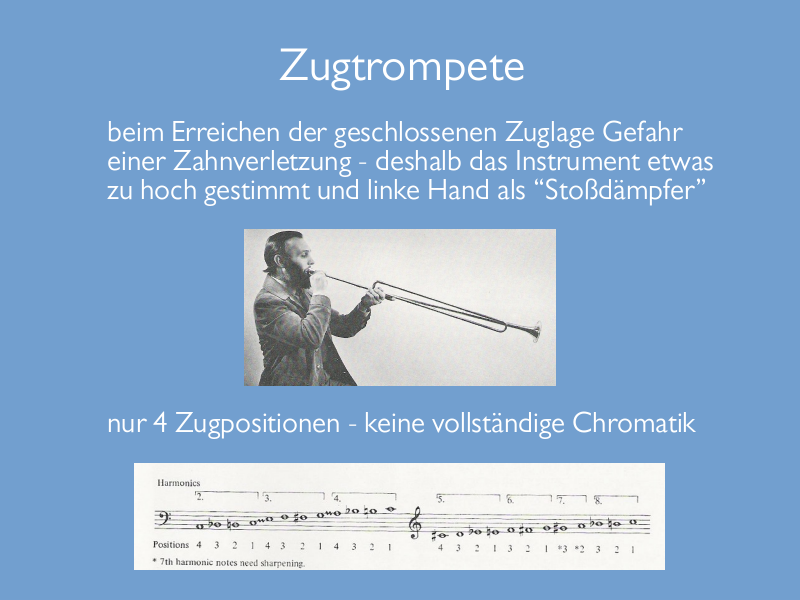 Zugtrompete
beim Erreichen der geschlossenen Zuglage Gefahr
einer Zahnverletzung - deshalb das Instrument etwas
zu hoch gestimmt und linke Hand als “Stoßdämpfer”
nur 4 Zugpositionen - keine vollständige Chromatik
Harmonics
2. 3. 4. 5. 6. 7. 8.
Positions 4 3 2 1 4 3 2 1 4 3 2 1 4 3 2 1 3 2 1 *3 *2 3 2 1
* 7th harmonic notes need sharpening.